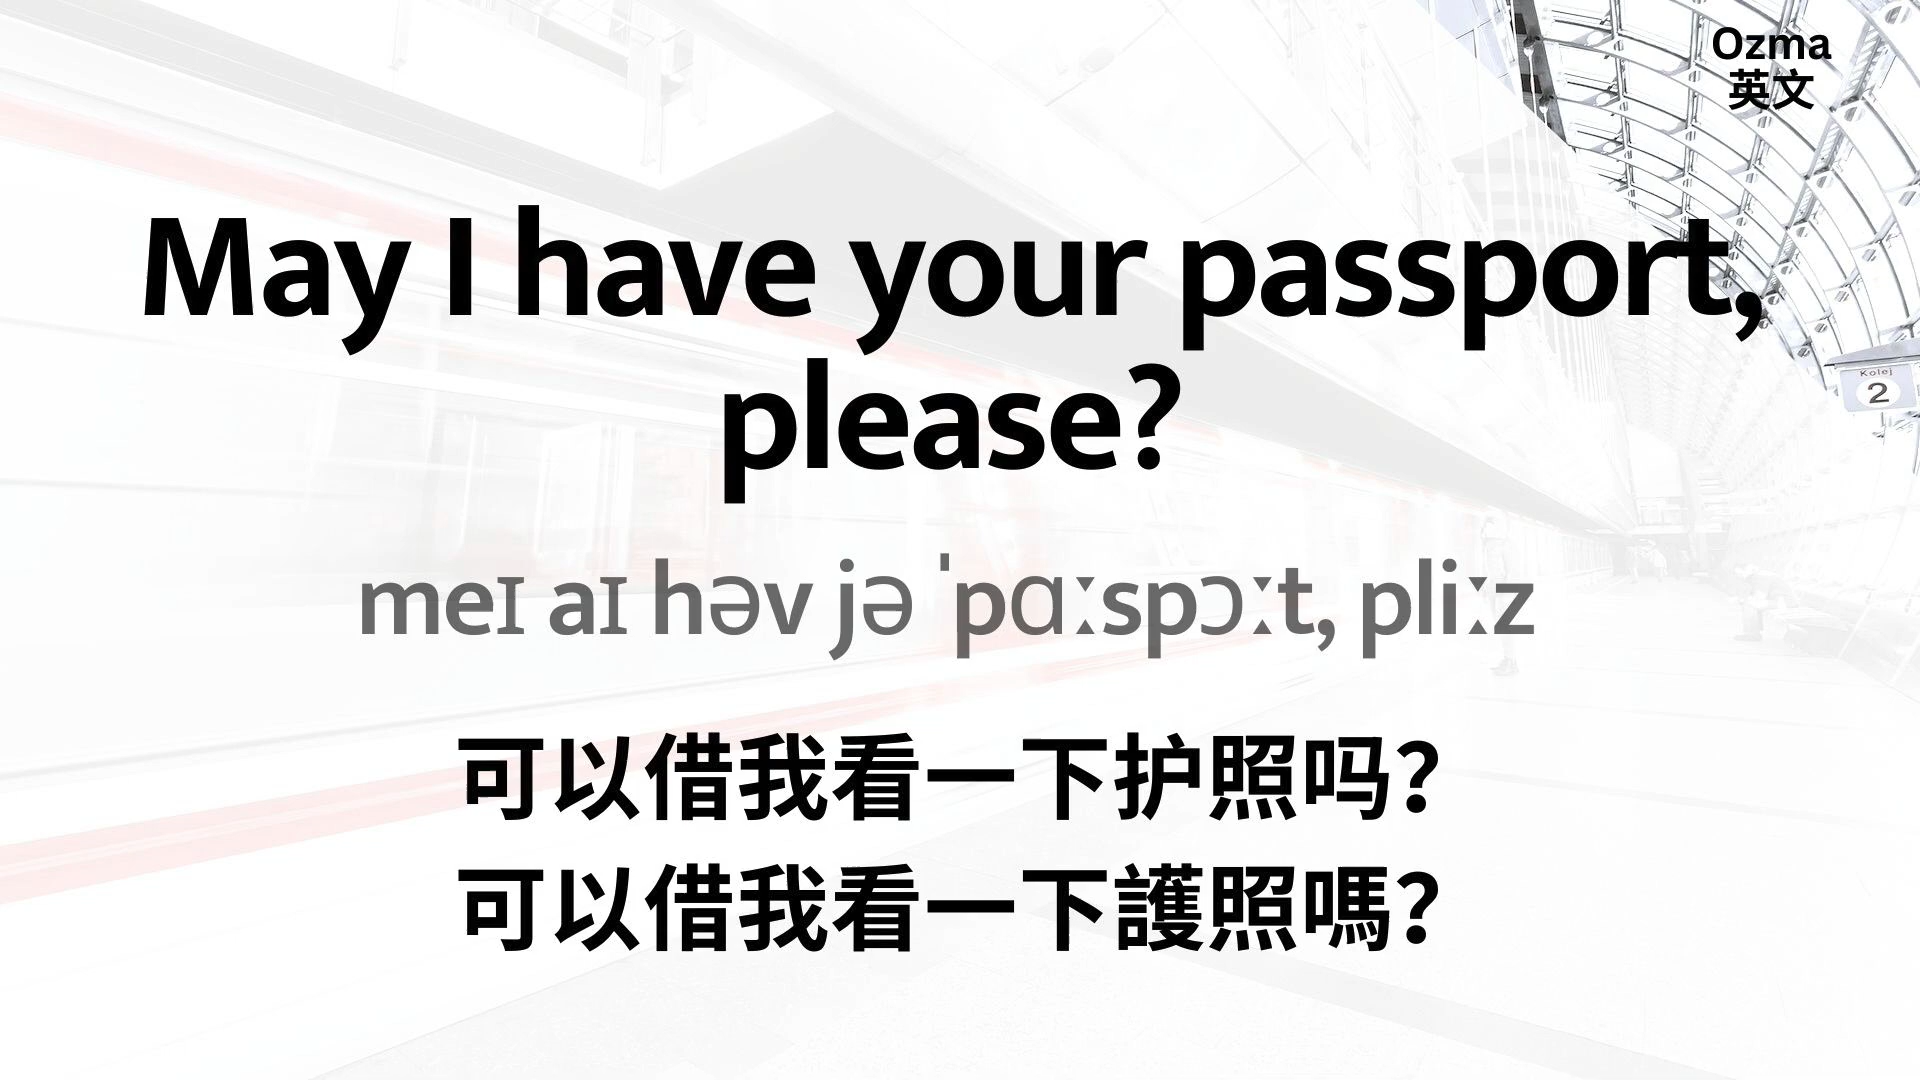 Ozma
英文
May I have your passport,
please?
meɪ aɪ həv jə ˈpɑːspɔːt, pliːz
可以借我看一下护照吗？
可以借我看一下護照嗎？
Kolej
2